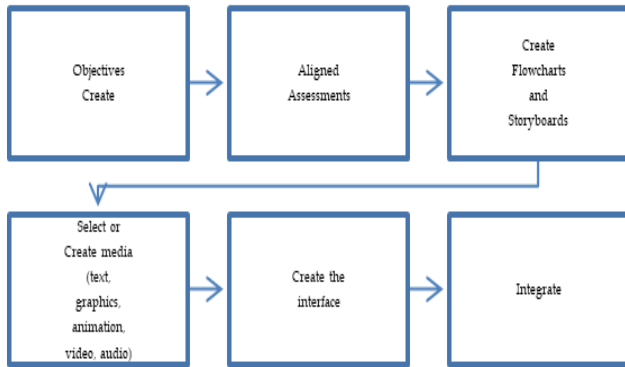 Objectives
Create
Aligned
Assessments
Create
Flowcharts
and
Storyboards
Select or
Create media
(text,
graphics,
animation,
video, audio)
Create the
interface
Integrate